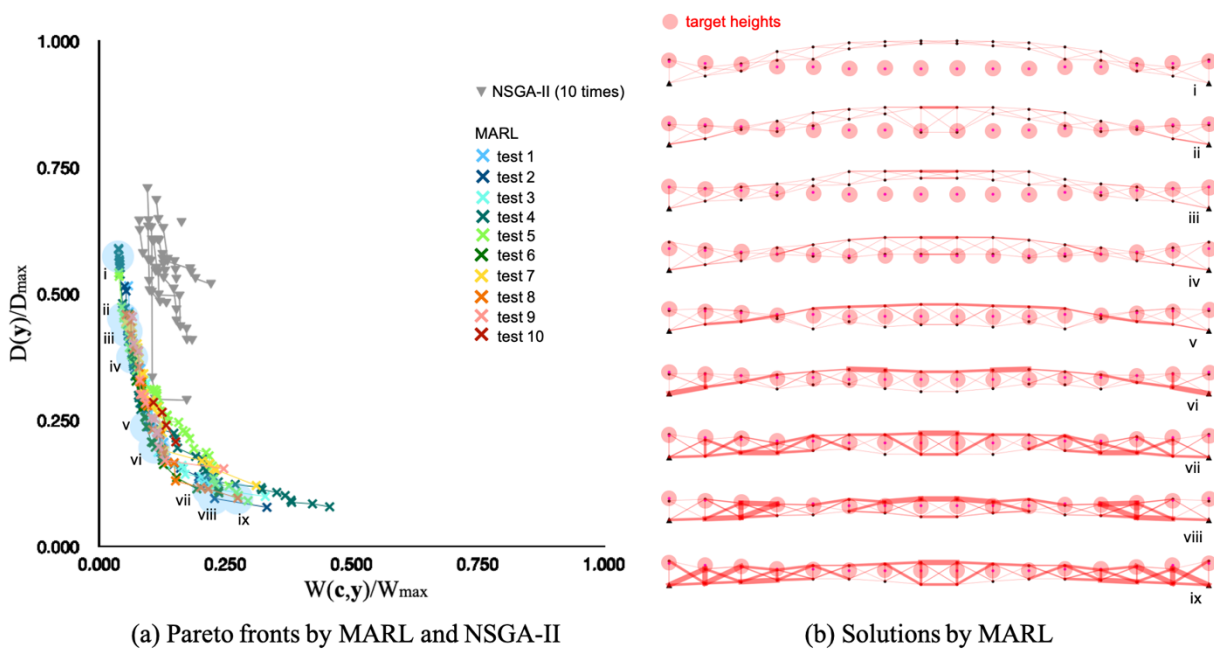 1.000
0.750
0.500
0.250
0.000
0.000
0.250
0.500
0.750
1.000
D(y)/Dmax
W(c,y)/Wmax
NSGA-II (10 times)
MARL
test 1
test 2
test 3
test 4
test 5
test 6
test 7
test 8
test 9
test 10
i
ii
iii
iv
v
vi
vii
viii
ix
(a) Pareto fronts by MARL and NSGA-II
target heights
i
ii
iii
iv
v
vi
vii
viii
ix
(b) Solutions by MARL